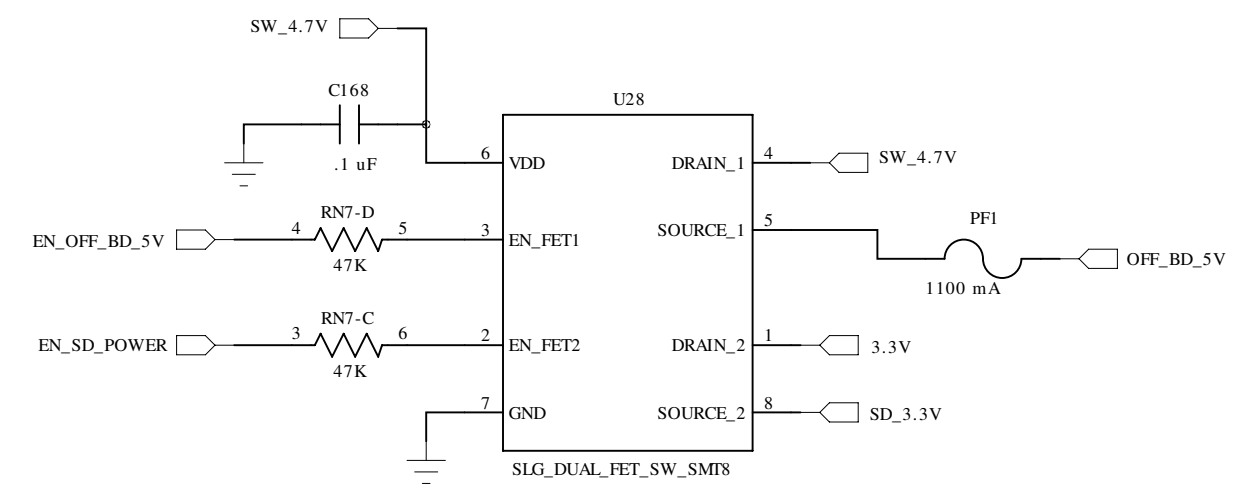 SW_4.7V
C168
.1 uF
U28
6
VDD
DRAIN_1
4
SW_4.7V
RN7-D
EN_OFF_BD_5V
4
5
47K
3
EN_FET1
SOURCE_1
5
PF1
1100 mA
OFF_BD_5V
RN7-C
EN_SD_POWER
3
6
47K
2
EN_FET2
DRAIN_2
1
3.3V
7
GND
SOURCE_2
8
SD_3.3V
SLG_DUAL_FET_SW_SMT8